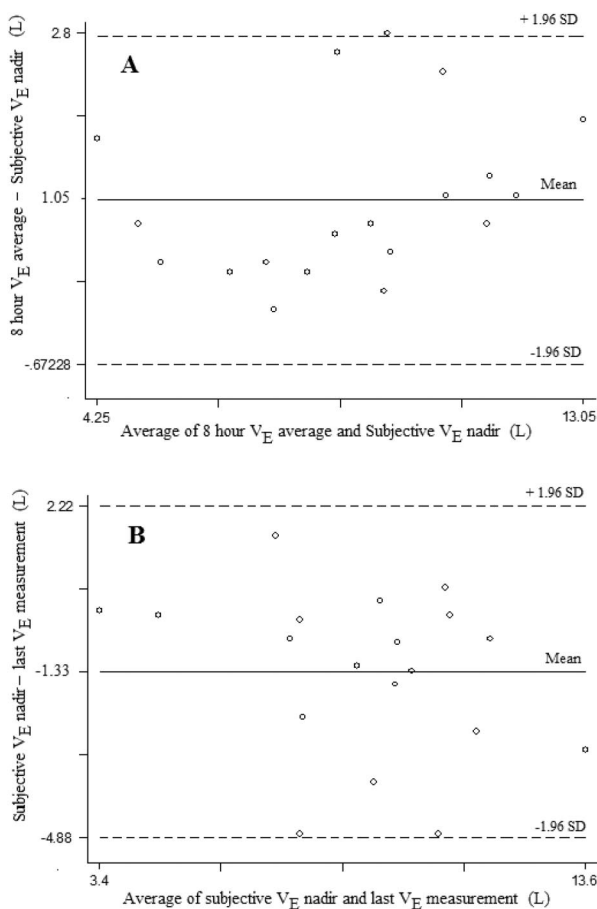 A
8 hour VE average – Subjective VE nadir (L)
2.8
1.05
-.67228
+ 1.96 SD
Mean
-1.96 SD
4.25
13.05
Average of 8 hour VE average and Subjective VE nadir (L)
B
Subjective VE nadir – last VE measurement (L)
2.22
-1.33
-4.88
+ 1.96 SD
Mean
-1.96 SD
3.4
13.6
Average of subjective VE nadir and last VE measurement (L)